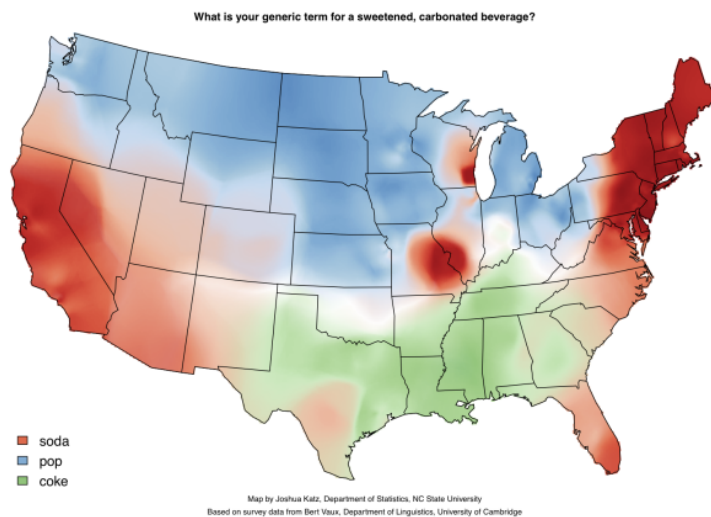 What is your generic term for a sweetened, carbonated beverage?
soda
pop
coke
Map by Joshua Katz, Department of Statistics, NC State University
Based on survey data from Bert Vaux, Department of Linguistics, University of Cambridge